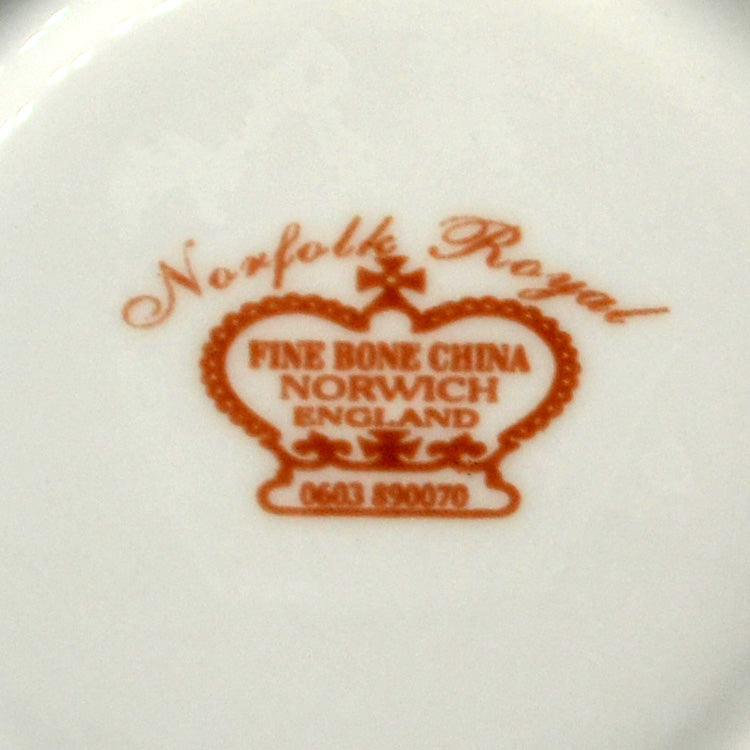 Norfolk Royal
FINE BONE CHINA
NORWICH
ENGLAND
0603 890070